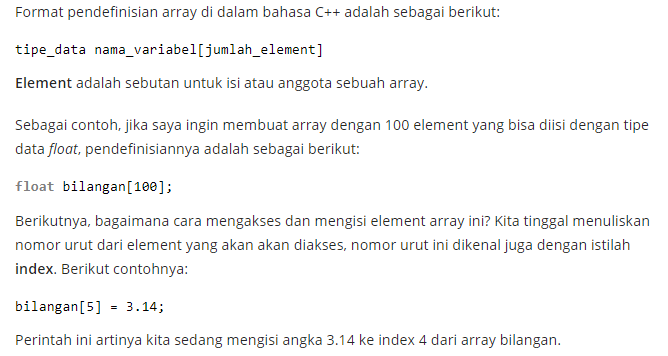 Format pendefinisian array di dalam bahasa C++ adalah sebagai berikut:
tipe_data nama_variabel[jumlah_element]
Element adalah sebutan untuk isi atau anggota sebuah array.
Sebagai contoh, jika saya ingin membuat array dengan 100 element yang bisa diisi dengan tipe
data float, pendefinisiannya adalah sebagai berikut:
float bilangan[100];
Berikutnya, bagaimana cara mengakses dan mengisi element array ini? Kita tinggal menuliskan
nomor urut dari element yang akan akan diakses, nomor urut ini dikenal juga dengan istilah
index. Berikut contohnya:
bilangan[5] = 3.14;
Perintah ini artinya kita sedang mengisi angka 3.14 ke index 4 dari array bilangan.